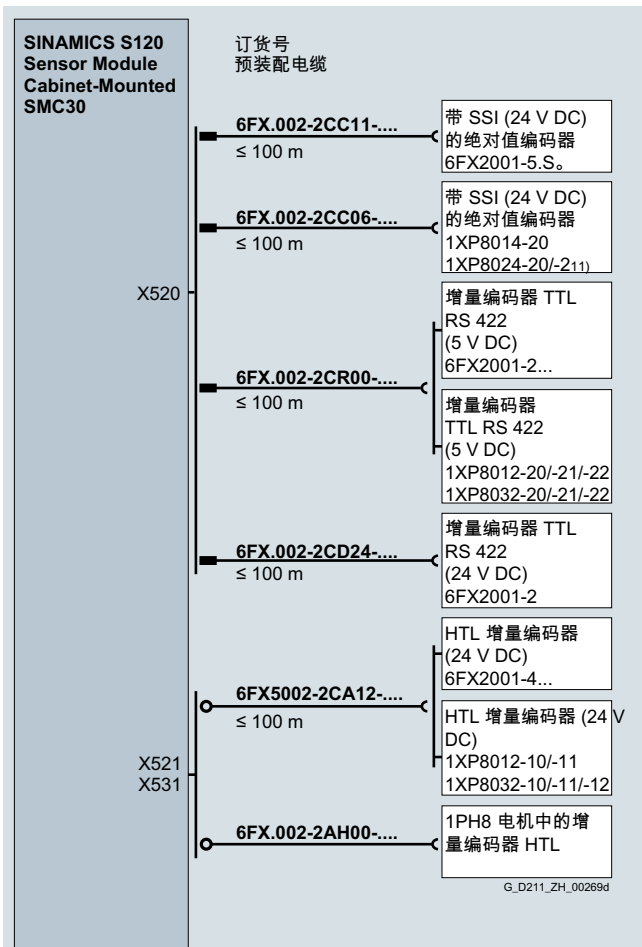 SINAMICS S120
Sensor Module
Cabinet-Mounted
SMC30
订货号
预装配电缆
6FX.002-2CC11-....
≤ 100 m
带 SSI (24 V DC)
的绝对值编码器
6FX2001-5.S。
6FX.002-2CC06-....
≤ 100 m
带 SSI (24 V DC)
的绝对值编码器
1XP8014-20
1XP8024-20/-211)
X520
6FX.002-2CR00-....
≤ 100 m
增量编码器 TTL
RS 422
(5 V DC)
6FX2001-2...
增量编码器
TTL RS 422
(5 V DC)
1XP8012-20/-21/-22
1XP8032-20/-21/-22
6FX.002-2CD24-....
≤ 100 m
增量编码器 TTL
RS 422
(24 V DC)
6FX2001-2
X521
X531
6FX5002-2CA12-....
≤ 100 m
HTL 增量编码器
(24 V DC)
6FX2001-4...
HTL 增量编码器 (24 V
DC)
1XP8012-10/-11
1XP8032-10/-11/-12
6FX.002-2AH00-....
1PH8 电机中的增
量编码器 HTL
G_D211_ZH_00269d